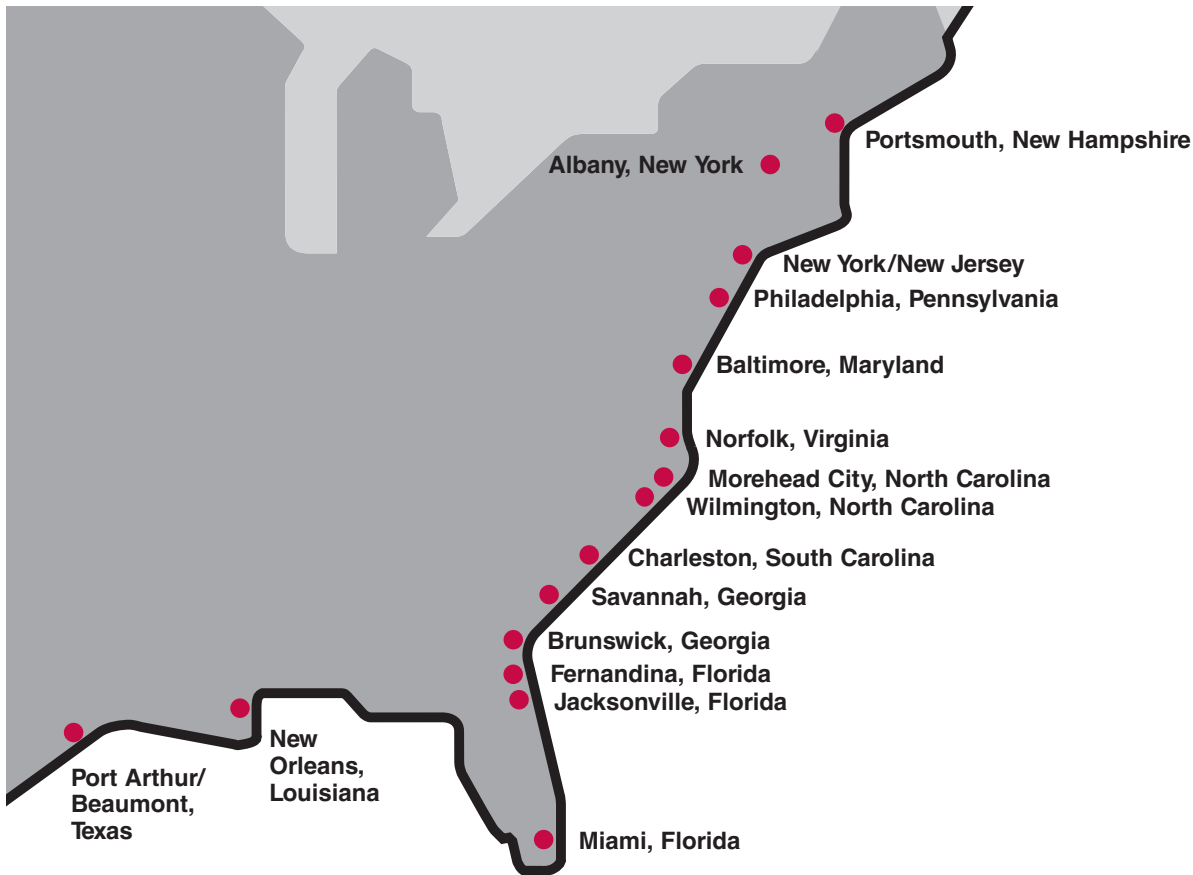 Portsmouth, New Hampshire
Albany, New York
New York/New Jersey
Philadelphia, Pennsylvania
Baltimore, Maryland
Norfolk, Virginia
Morehead City, North Carolina
Wilmington, North Carolina
Charleston, South Carolina
Savannah, Georgia
Brunswick, Georgia
Fernandina, Florida
Jacksonville, Florida
New
Orleans,
Louisiana
Port Arthur/
Beaumont,
Texas
Miami, Florida